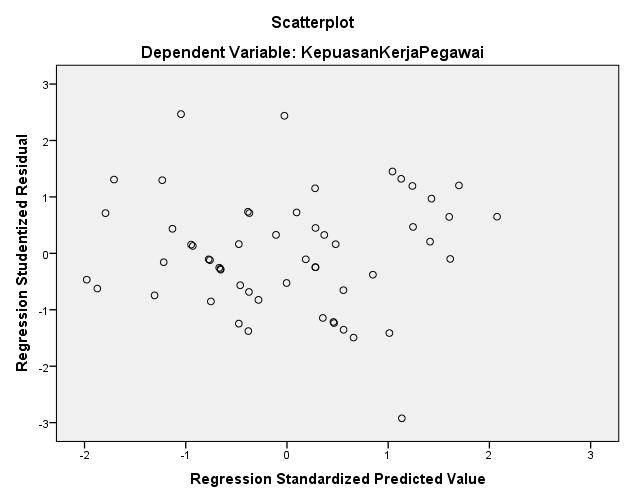 Scatterplot
Dependent Variable: KepuasanKerjaPegawai
Regression Studentized Residual
3
2
1
0
-1
-2
-3
-2 -1 0 1 2 3
Regression Standardized Predicted Value